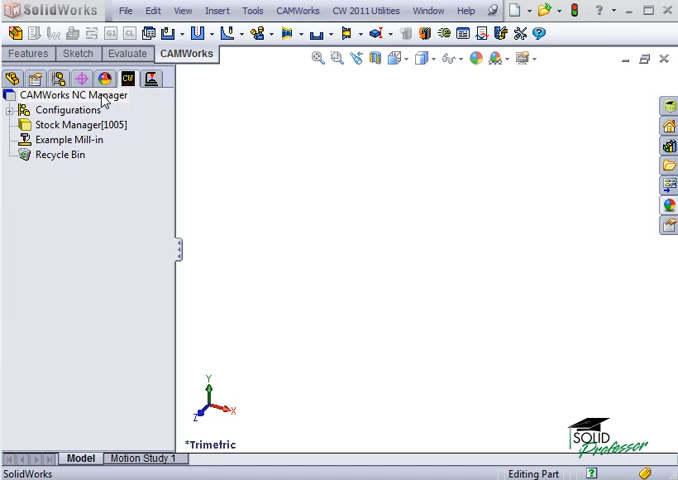 SolidWorks File Edit View Insert Tools CAMWorks CW 2011 Utilities Window Help
Features Sketch Evaluate CAMWorks
CAMWorks NC Manager
Configurations
Stock Manager[1005]
Example Mill-in
Recycle Bin
Y
X
Z
*Trimetric
SOLID
Professor
Model Motion Study 1
SolidWorks Editing Part